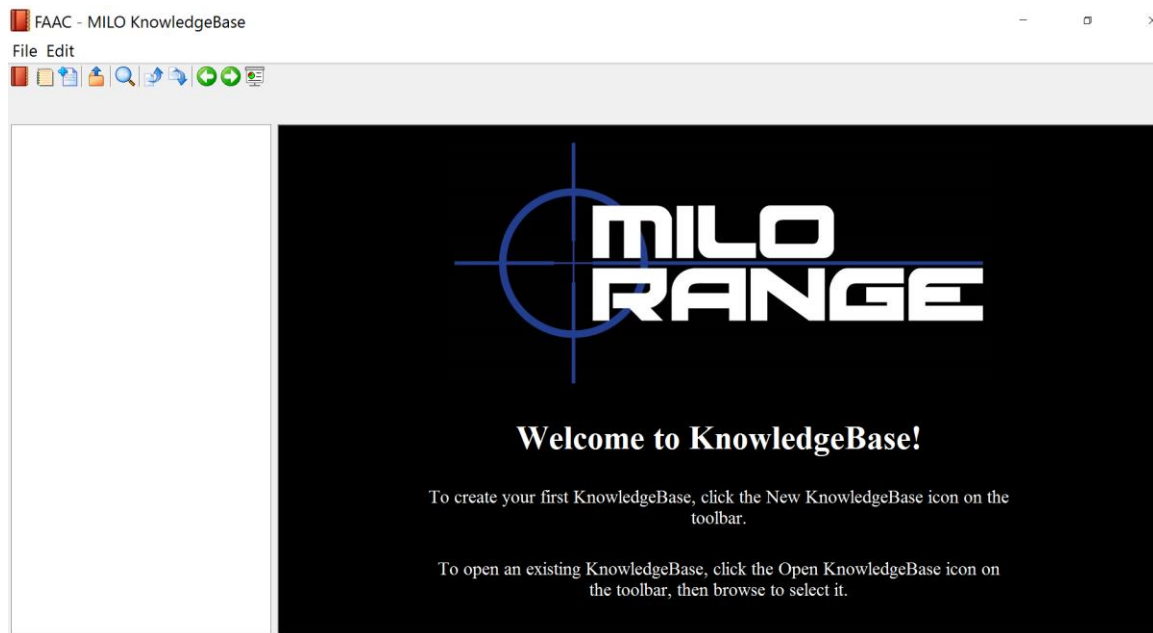 FAAC - MILO KnowledgeBase
File Edit
MILO
RANGE
Welcome to KnowledgeBase!
To create your first KnowledgeBase, click the New KnowledgeBase icon on the
toolbar.
To open an existing KnowledgeBase, click the Open KnowledgeBase icon on
the toolbar, then browse to select it.